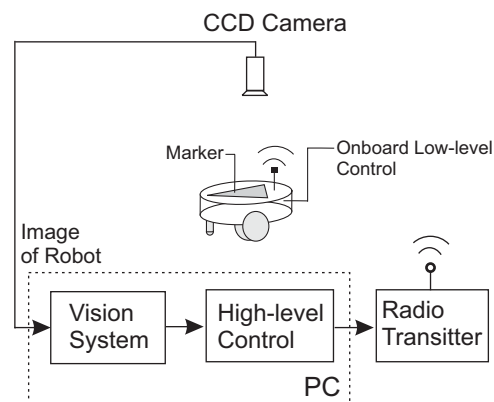 CCD Camera
Marker
Onboard Low-level
Control
Image
of Robot
Vision
System
High-level
Control
Radio
Transitter
PC